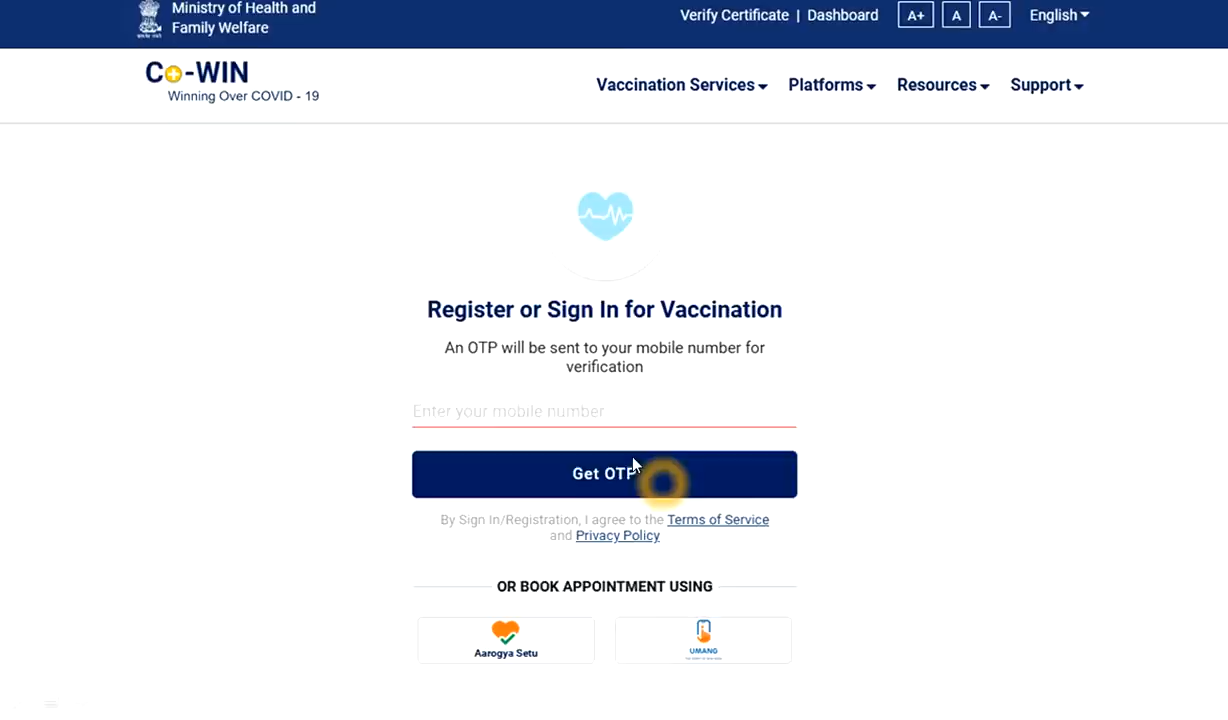 Ministry of Health and
Family Welfare
Verify Certificate | Dashboard A+ A A- English
Co-WIN
Winning Over COVID - 19
Vaccination Services Platforms Resources Support
Register or Sign In for Vaccination
An OTP will be sent to your mobile number for
verification
Enter your mobile number
Get OTP
By Sign In/Registration, I agree to the Terms of Service
and Privacy Policy
OR BOOK APPOINTMENT USING
Aarogya Setu
UMANG